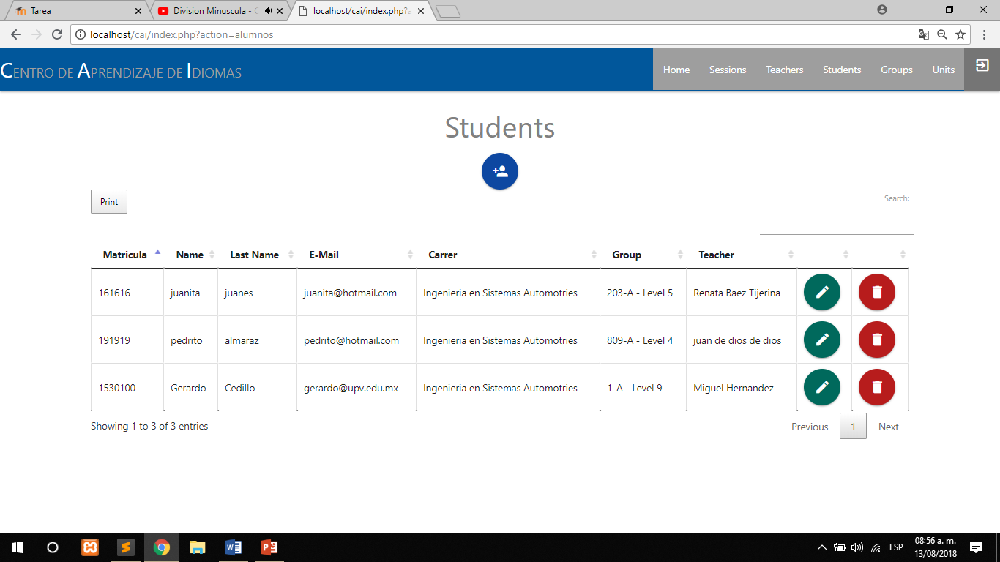 Tarea
Division Minuscula - C
localhost/cai/index.php?a
localhost/cai/index.php?action=alumnos
CENTRO DE APRENDIZAJE DE IDIOMAS
Home Sessions Teachers Students Groups Units
Students
Print
Search:
Matricula Name Last Name E-Mail Carrer Group Teacher
161616 juanita juanes juanita@hotmail.com Ingenieria en Sistemas Automotries 203-A - Level 5 Renata Baez Tijerina
191919 pedrito almaraz pedrito@hotmail.com Ingenieria en Sistemas Automotries 809-A - Level 4 juan de dios de dios
1530100 Gerardo Cedillo gerardo@upv.edu.mx Ingenieria en Sistemas Automotries 1-A - Level 9 Miguel Hernandez
Showing 1 to 3 of 3 entries
Previous 1 Next
ESP
08:56 a. m.
13/08/2018